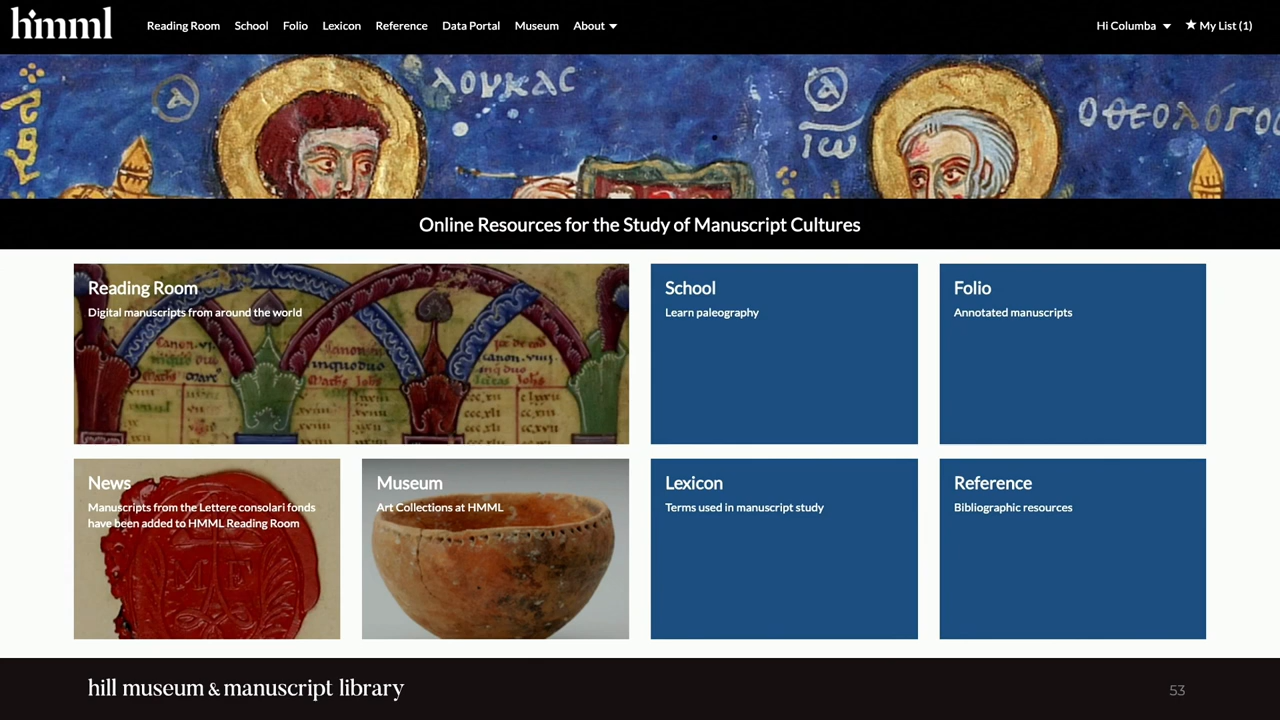 hmml
Reading Room School Folio Lexicon Reference Data Portal Museum About
Hi Columba My List (1)
λουκας
ιω
οθεολόγος
Online Resources for the Study of Manuscript Cultures
Reading Room
Digital manuscripts from around the world
School
Learn paleography
Folio
Annotated manuscripts
News
Manuscripts from the Lettere consolari fonds
have been added to HMML Reading Room
M F
Museum
Art Collections at HMML
Lexicon
Terms used in manuscript study
Reference
Bibliographic resources
hill museum & manuscript library
53